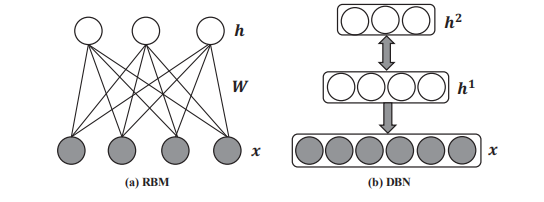 h
W
x
(a) RBM
h²
h¹
x
(b) DBN